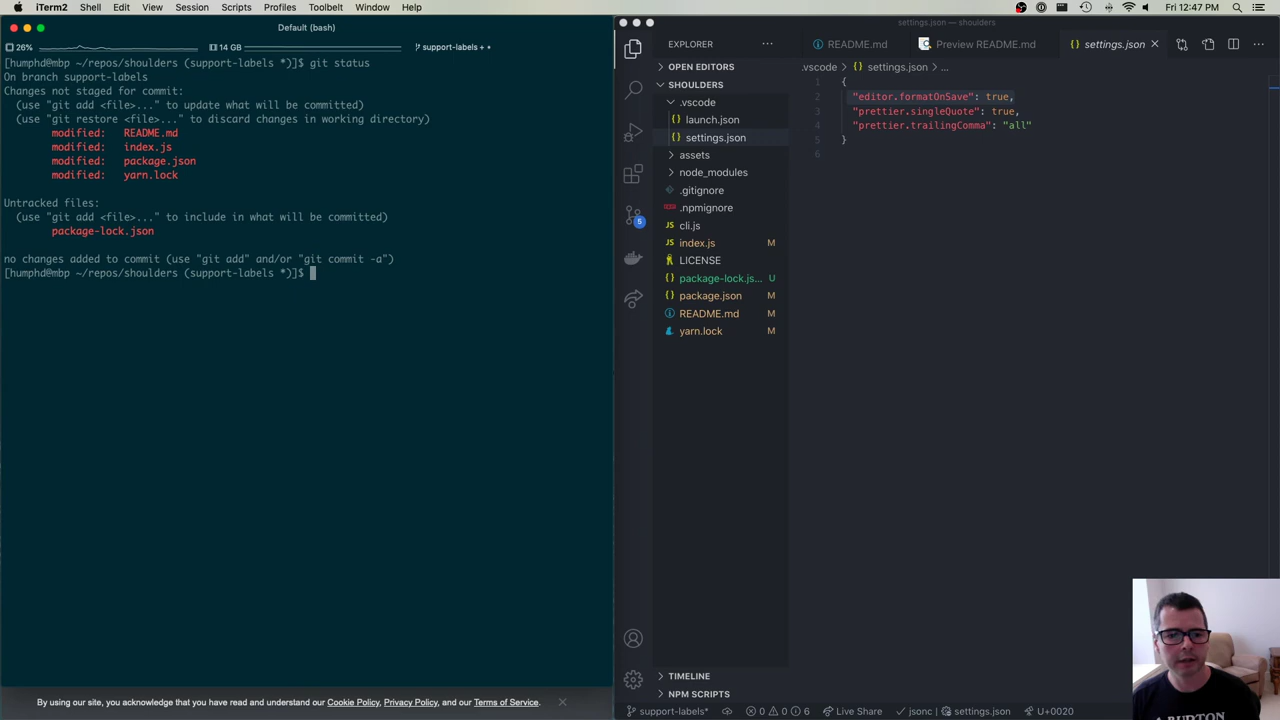 iTerm2 Shell Edit View Session Scripts Profiles Window Help
Fri 12:47 PM
Default (bash)
26% 14 GB support-labels + •
[humphd@mbp ~/repos/shoulders (support-labels *)]$ git status
On branch support-labels
Changes not staged for commit:
(use "git add <file>..." to update what will be committed)
(use "git restore <file>..." to discard changes in working directory)
modified: README.md
modified: index.js
modified: package.json
modified: yarn.lock
Untracked files:
(use "git add <file>..." to include in what will be committed)
package-lock.json
no changes added to commit (use "git add" and/or "git commit -a")
[humphd@mbp ~/repos/shoulders (support-labels *)]$
By using our site, you acknowledge that you have read and understand our Cookie Policy, Privacy Policy, and our Terms of Service.
settings.json — shoulders
EXPLORER
OPEN EDITORS
SHOULDERS
.vscode
launch.json
settings.json
assets
node_modules
.gitignore
.npmignore
cli.js
index.js M
LICENSE
package-lock.js... U
package.json M
README.md M
yarn.lock M
TIMELINE
NPM SCRIPTS
5
README.md Preview README.md settings.json
.vscode > settings.json > ...
1 {
2 "editor.formatOnSave": true,
3 "prettier.singleQuote": true,
4 "prettier.trailingComma": "all"
5 }
6
support-labels* 0 0 6 Live Share jsonc | settings.json U+0020
BURTON